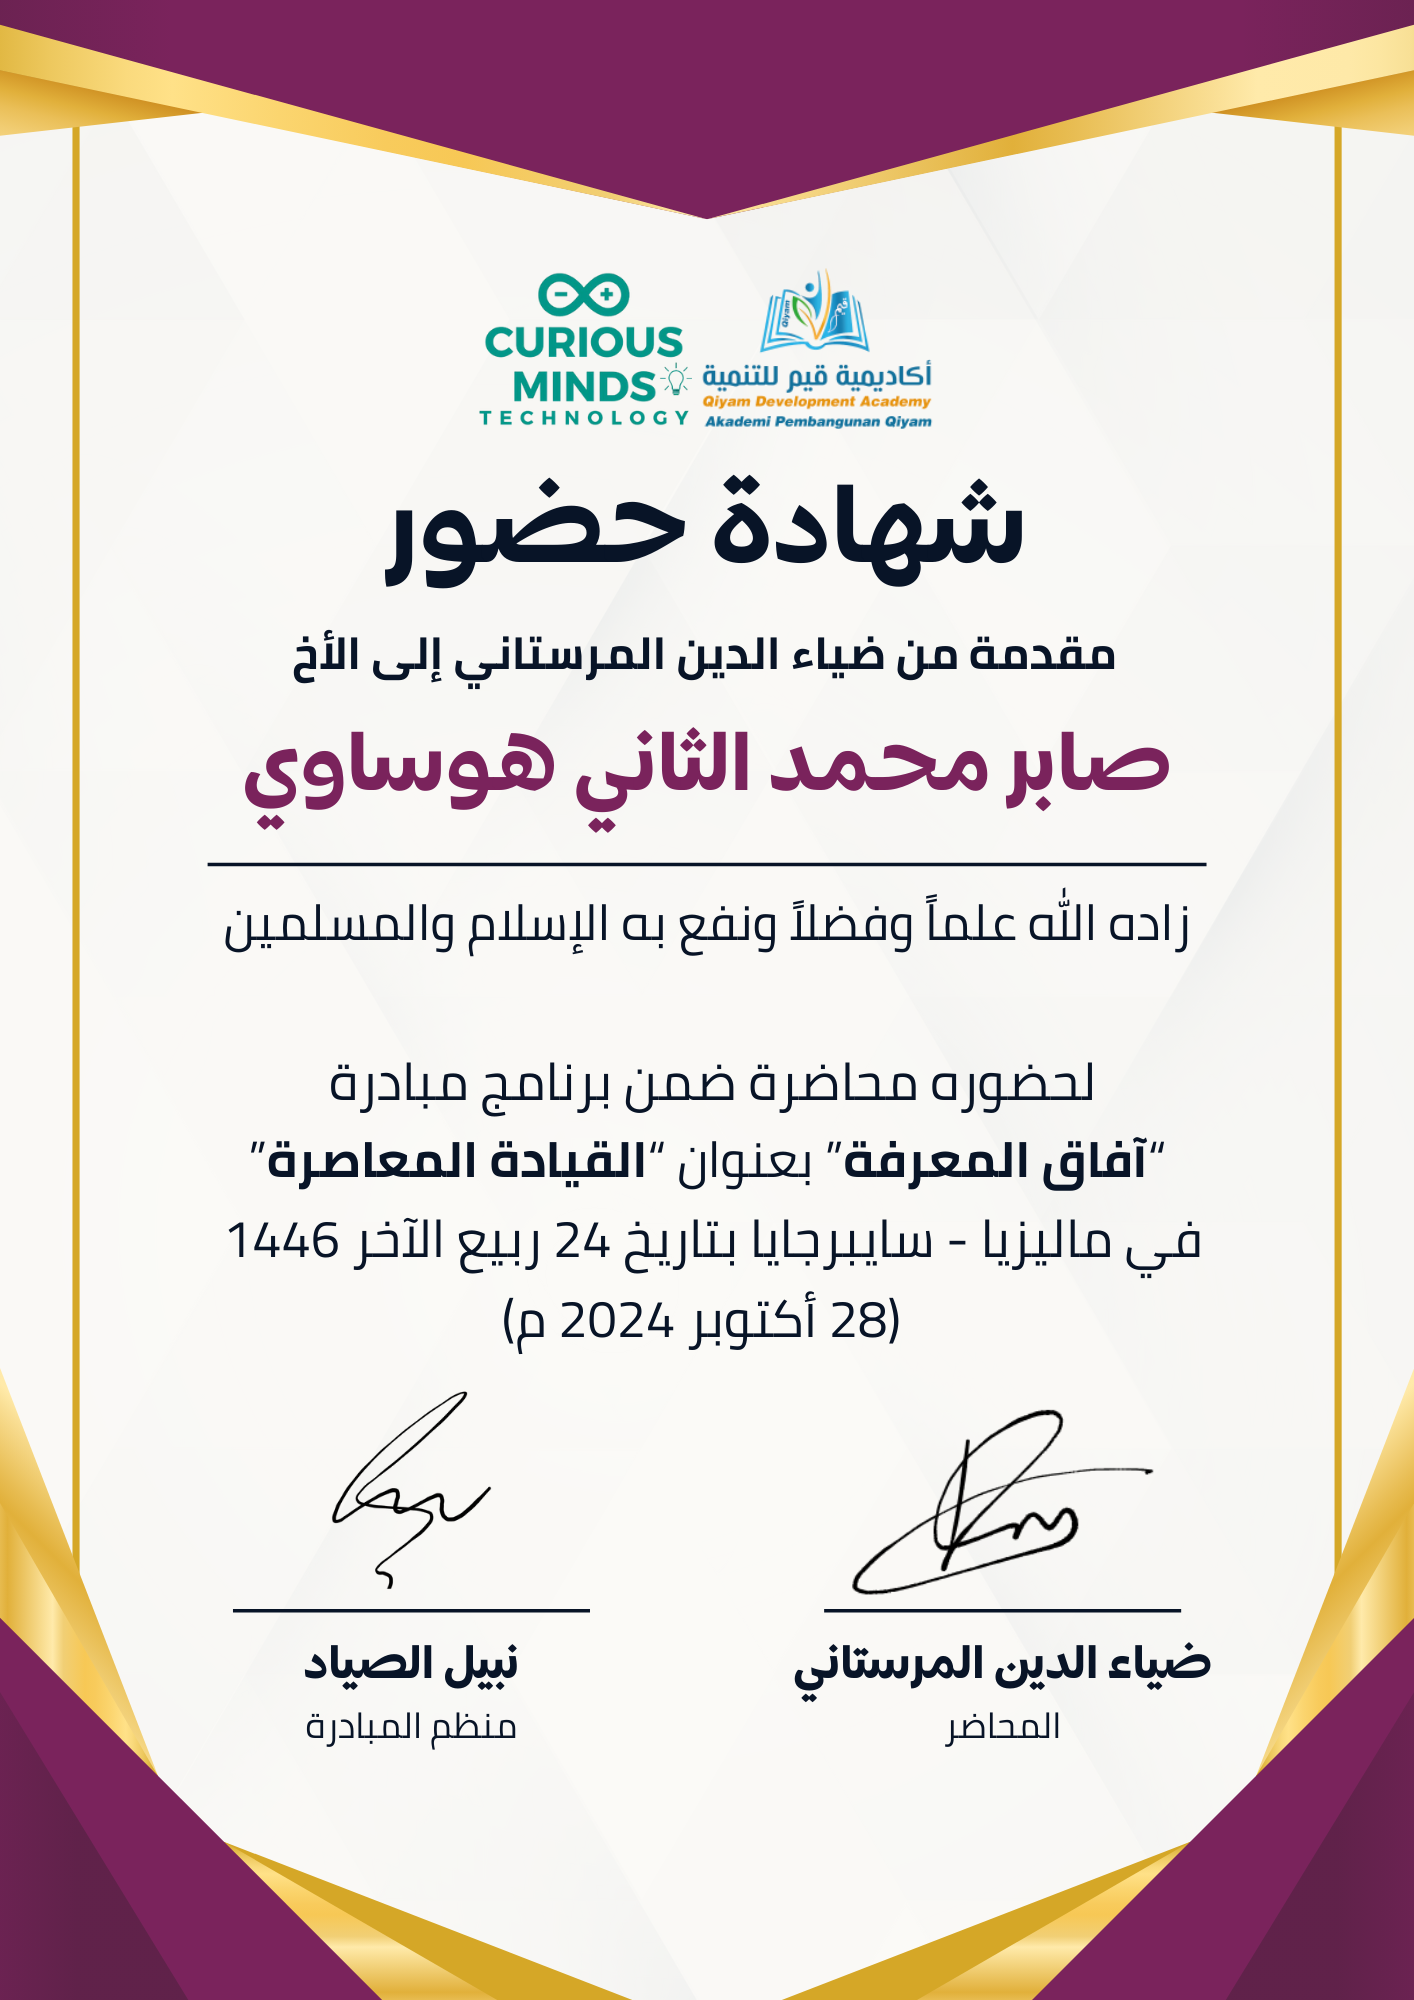 CURIOUS
MINDS
TECHNOLOGY
Qiyam
قيم
أكاديمية قيم للتنمية
Qiyam Development Academy
Akademi Pembangunan Qiyam
شهادة حضور
مقدمة من ضياء الدين المرستاني إلى الأخ
صابر محمد الثاني هوساوي
زاده الله علماً وفضلاً ونفع به الإسلام والمسلمين
لحضوره محاضرة ضمن برنامج مبادرة
“آفاق المعرفة” بعنوان “القيادة المعاصرة”
في ماليزيا - سايبرجايا بتاريخ 24 ربيع الآخر 1446
(28 أكتوبر 2024 م)
ضياء الدين المرستاني
المحاضر
نبيل الصياد
منظم المبادرة